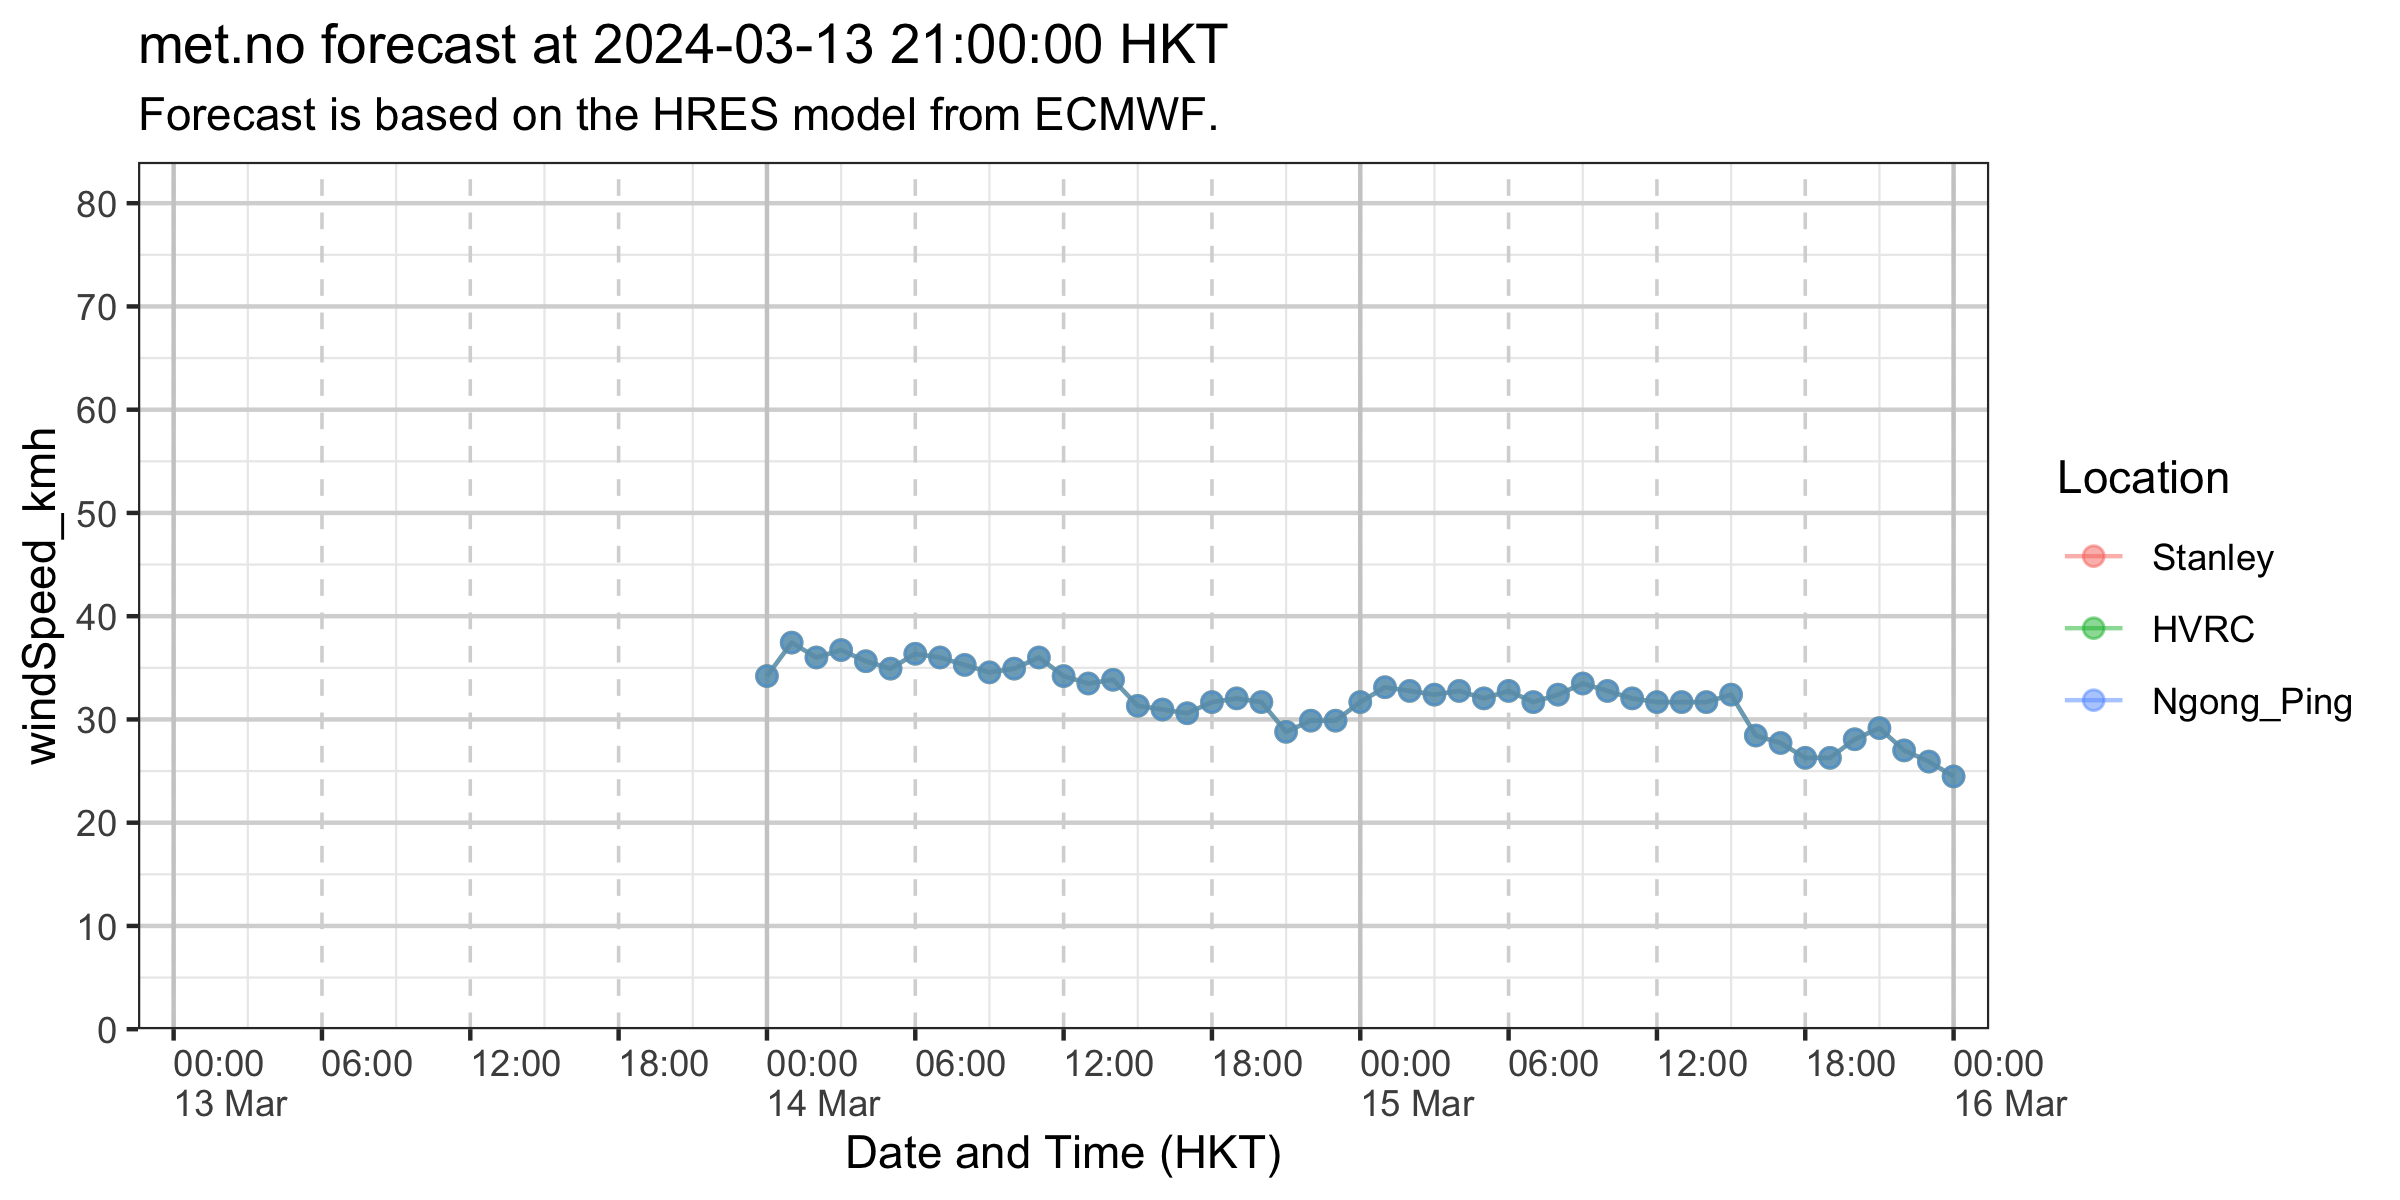 met.no forecast at 2024-03-13 21:00:00 HKT
Forecast is based on the HRES model from ECMWF.
windSpeed_kmh
80
70
60
50
40
30
20
10
0
00:00 06:00 12:00 18:00 00:00 06:00 12:00 18:00 00:00 06:00 12:00 18:00 00:00
13 Mar 14 Mar 15 Mar 16 Mar
Date and Time (HKT)
Location
Stanley
HVRC
Ngong_Ping